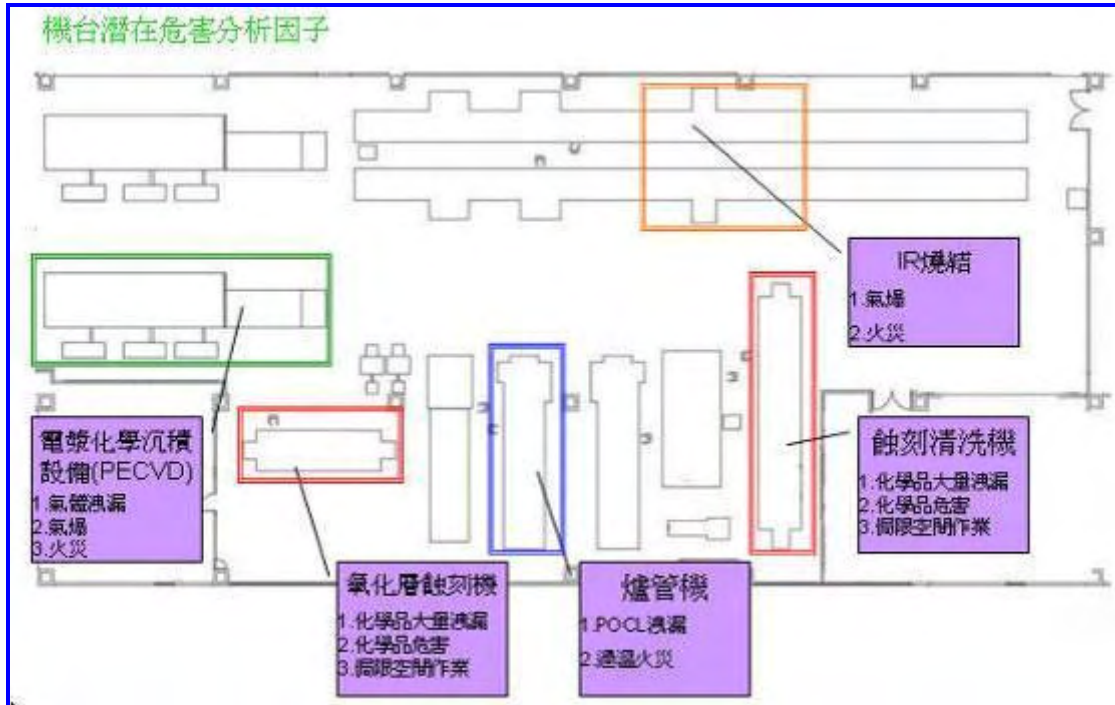 機台潛在危害分析因子
IR燒結
1.氣爆
2.火災
電漿化學沉積
設備(PECVD)
1.氣體洩漏
2.氣爆
3.火災
蝕刻清洗機
1.化學品大量洩漏
2.化學品危害
3.侷限空間作業
氧化層蝕刻機
1.化學品大量洩漏
2.化學品危害
3.侷限空間作業
爐管機
1.POCL洩漏
2.過溫火災